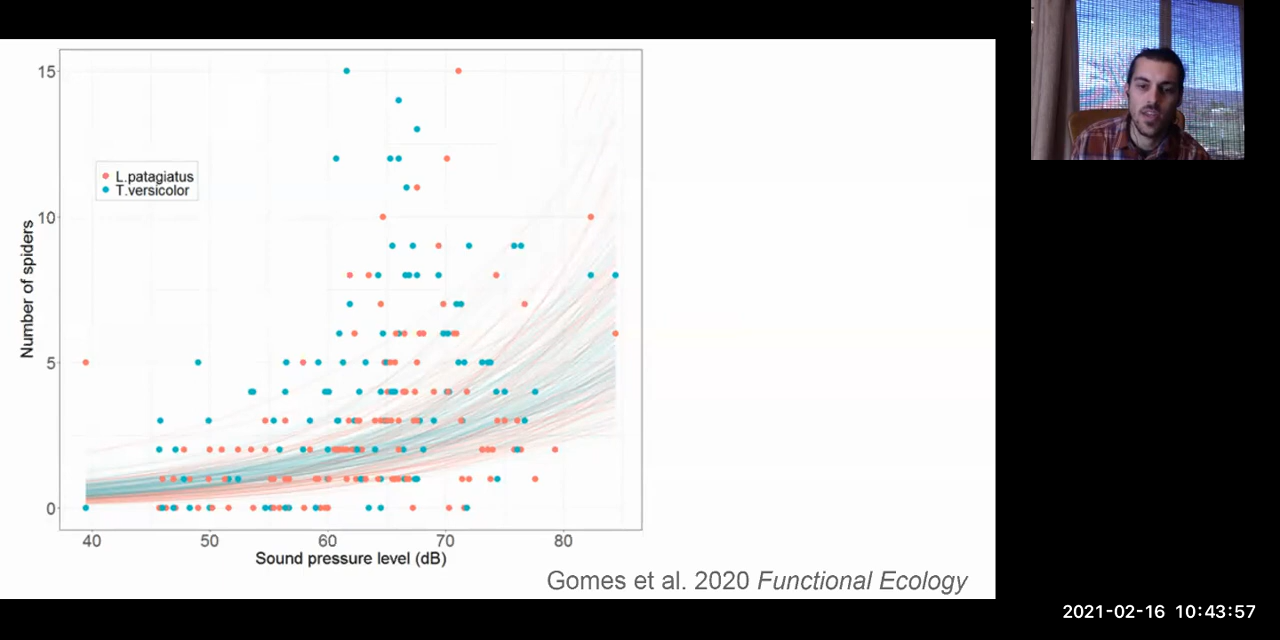 15
L.patagiatus
T.versicolor
10
Number of spiders
5
0
40 50 60 70 80
Sound pressure level (dB)
Gomes et al. 2020 Functional Ecology
2021-02-16 10:43:57